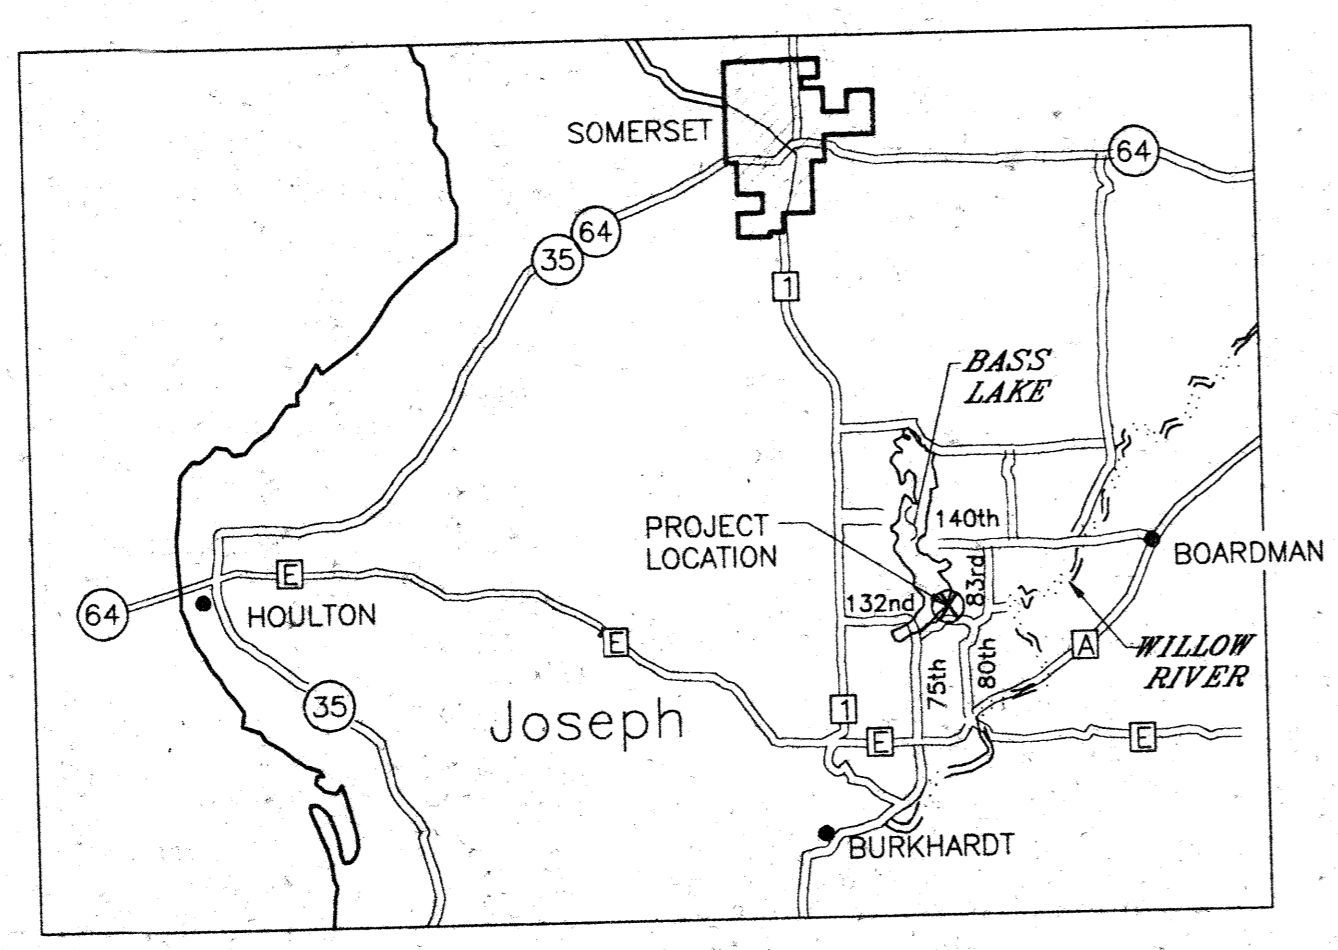 SOMERSET
64
64
35
1
BASS
LAKE
PROJECT
LOCATION
140th
BOARDMAN
E
83rd
132nd
64
HOULTON
E
A
WILLOW
RIVER
80th
75th
35
Joseph
1
E
E
BURKHARDT